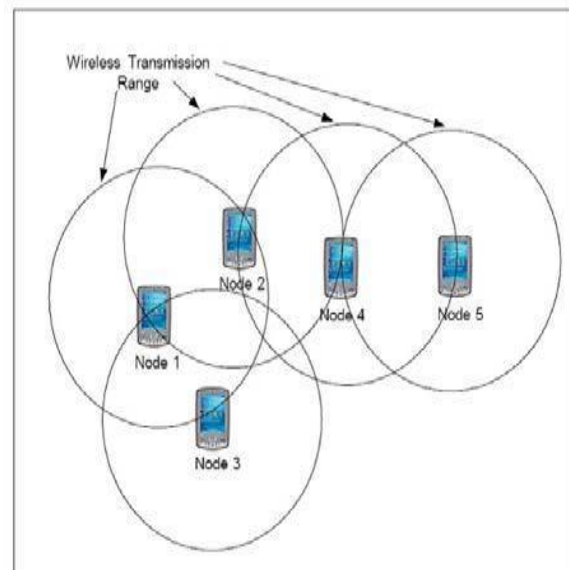 Wireless Transmission
Range
Node 2
Node 4
Node 5
Node 1
Node 3